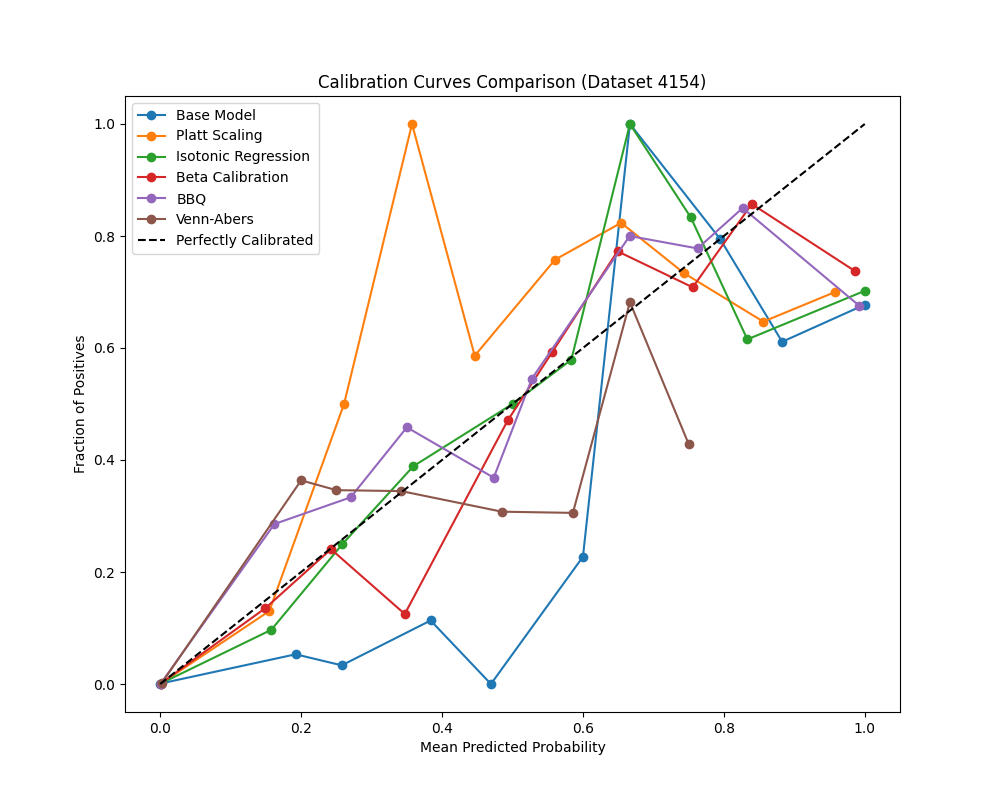 Calibration Curves Comparison (Dataset 4154)
Base Model
Platt Scaling
Isotonic Regression
Beta Calibration
BBQ
Venn-Abers
Perfectly Calibrated
Fraction of Positives
1.0
0.8
0.6
0.4
0.2
0.0
0.0 0.2 0.4 0.6 0.8 1.0
Mean Predicted Probability